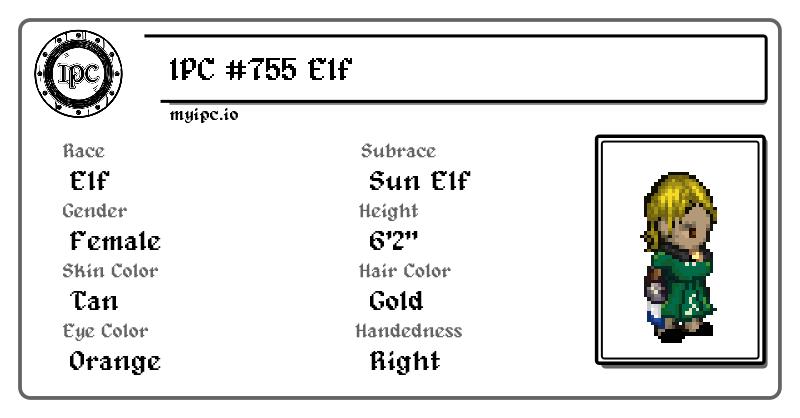 IPC
IPC #755 Elf
myipc.io
Race
Elf
Subrace
Sun Elf
Gender
Female
Height
6'2"
Skin Color
Tan
Hair Color
Gold
Eye Color
Orange
Handedness
Right